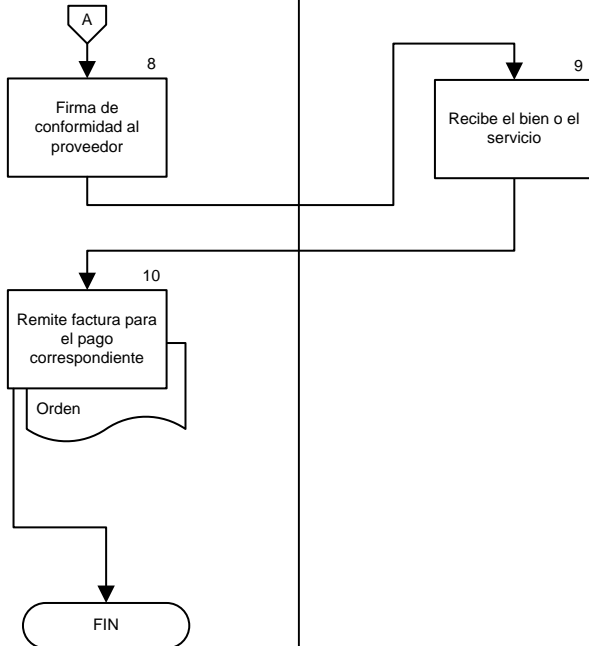 A
8
Firma de
conformidad al
proveedor
9
Recibe el bien o el
servicio
10
Remite factura para
el pago
correspondiente
Orden
FIN